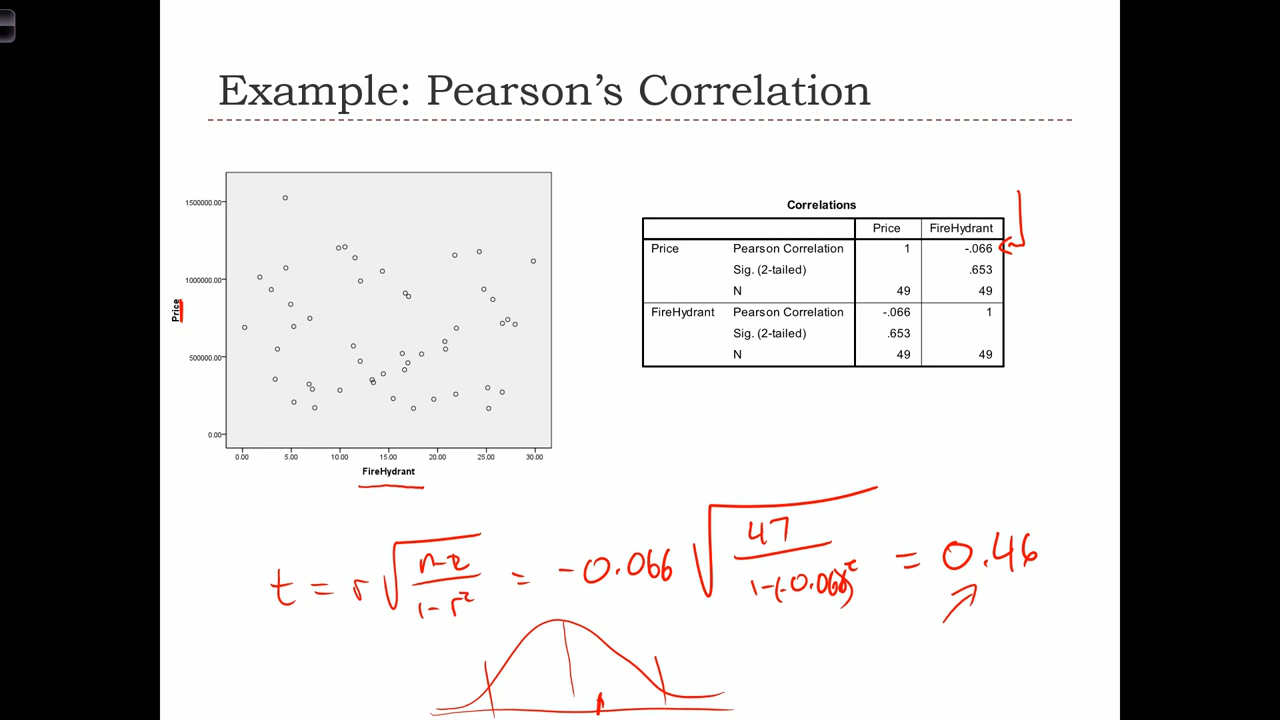 Example: Pearson's Correlation
1500000.00
1000000.00
500000.00
0.00
Price
0.00 5.00 10.00 15.00 20.00 25.00 30.00
FireHydrant
Correlations
Price FireHydrant
Price Pearson Correlation 1 -.066
Sig. (2-tailed) .653
N 49 49
FireHydrant Pearson Correlation -.066 1
Sig. (2-tailed) .653
N 49 49
t = r √((n-2)/(1-r²)) = -0.066 √(47/(1-(-0.066)²)) = 0.46